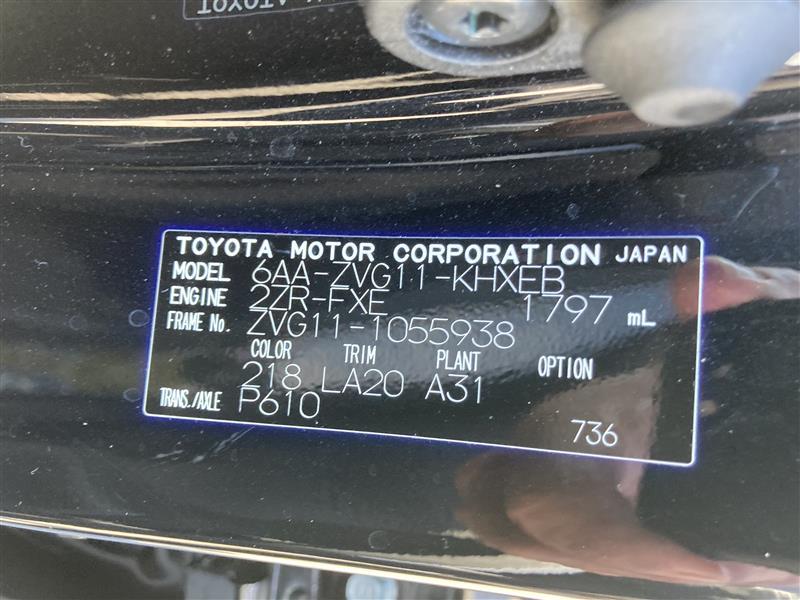 TOYOTA
TOYOTA MOTOR CORPORATION JAPAN
MODEL 6AA-ZVG11-KHXEB
ENGINE 2ZR-FXE 1797 mL
FRAME No. ZVG11-1055938
COLOR TRIM PLANT OPTION
218 LA20 A31
TRANS./AXLE P610
736